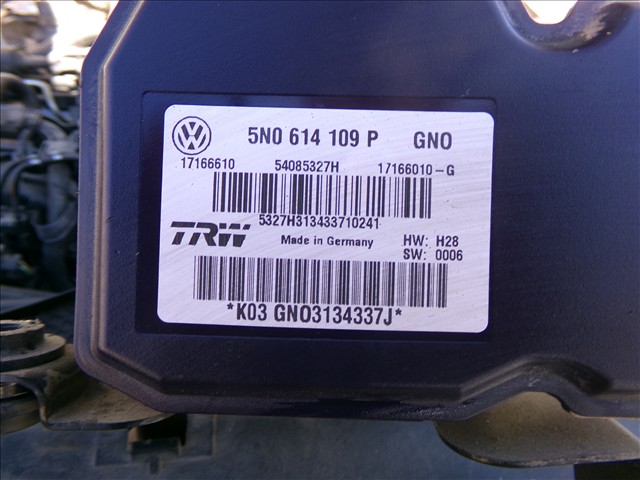 5N0 614 109 P GNO
17166610 54085327H 17166010-G
5327H313433710241
TRW Made in Germany HW: H28
SW: 0006
*K03 GNO3134337J*